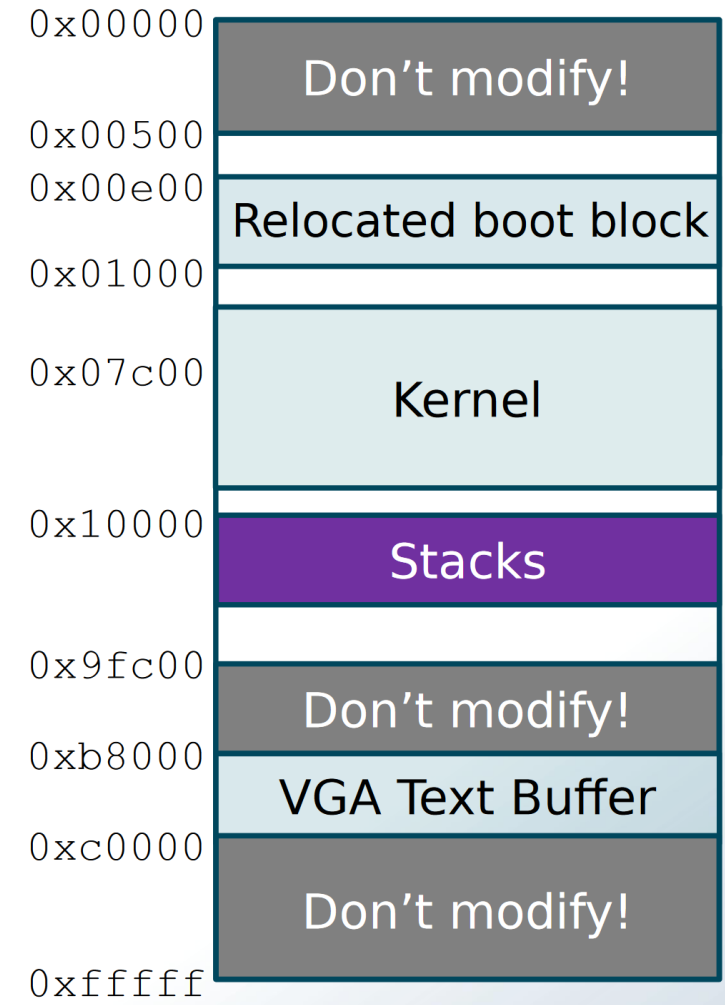 0x00000
Don’t modify!
0x00500
0x00e00
Relocated boot block
0x01000
0x07c00
Kernel
0x10000
Stacks
0x9fc00
Don’t modify!
0xb8000
VGA Text Buffer
0xc0000
Don’t modify!
0xfffff